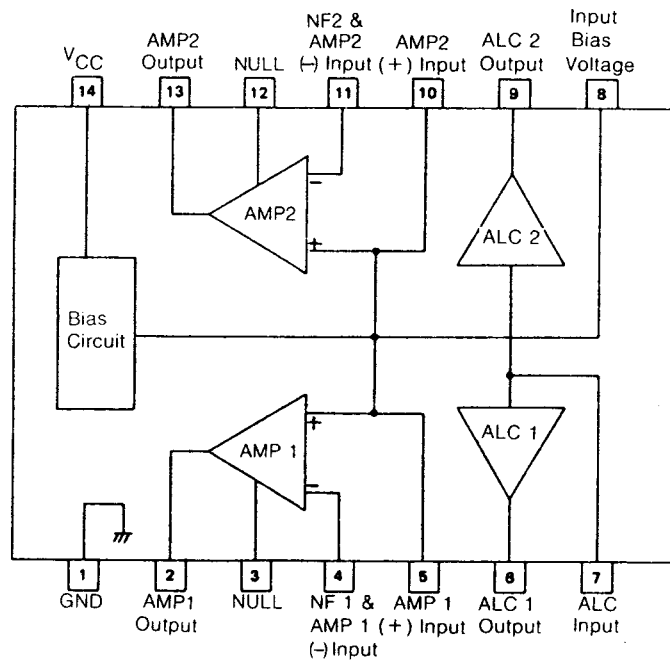 VCC
AMP2
Output
NULL
NF2 &
AMP2
(-) Input
AMP2
(+) Input
ALC 2
Output
Input
Bias
Voltage
14
13
12
11
10
9
8
-
AMP2
+
ALC 2
Bias
Circuit
+
AMP 1
-
ALC 1
1
2
3
4
5
6
7
GND
AMP1
Output
NULL
NF 1 &
AMP 1
(-) Input
AMP 1
(+) Input
ALC 1
Output
ALC
Input